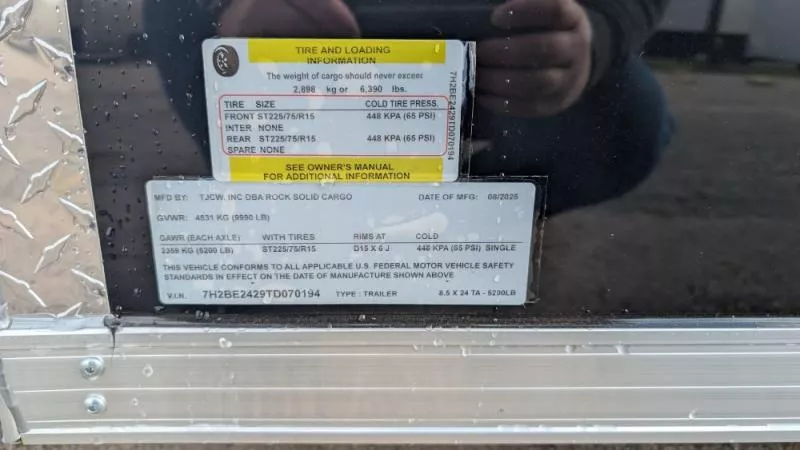 TIRE AND LOADING
INFORMATION
The weight of cargo should never exceed
2,898 kg or 6,390 lbs.
TIRE SIZE COLD TIRE PRESS.
FRONT ST225/75/R15 448 KPA (65 PSI)
INTER NONE
REAR ST225/75/R15 448 KPA (65 PSI)
SPARE NONE
SEE OWNER'S MANUAL
FOR ADDITIONAL INFORMATION
7H2BE2429TD070194
MFD BY: TJCW, INC DBA ROCK SOLID CARGO DATE OF MFG: 08/2025
GVWR: 4531 KG (9990 LB)
GAWR (EACH AXLE) WITH TIRES RIMS AT COLD
2359 KG (5200 LB) ST225/75/R15 D15 X 6 J 448 KPA (65 PSI) SINGLE
THIS VEHICLE CONFORMS TO ALL APPLICABLE U.S. FEDERAL MOTOR VEHICLE SAFETY
STANDARDS IN EFFECT ON THE DATE OF MANUFACTURE SHOWN ABOVE
V.I.N. 7H2BE2429TD070194 TYPE: TRAILER 8.5 X 24 TA - 5200LB